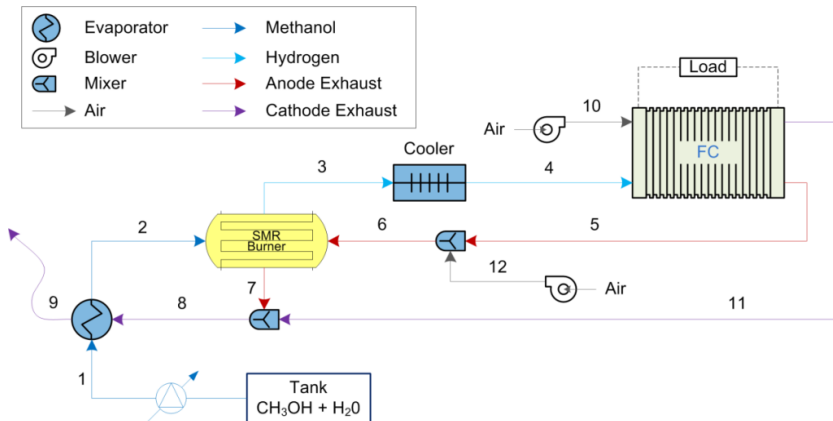 Evaporator
Methanol
Blower
Hydrogen
Mixer
Anode Exhaust
Air
Cathode Exhaust
Load
10
Air
FC
Cooler
3
4
2
SMR
Burner
6
5
12
Air
7
9
8
11
1
Tank
CH3OH + H20